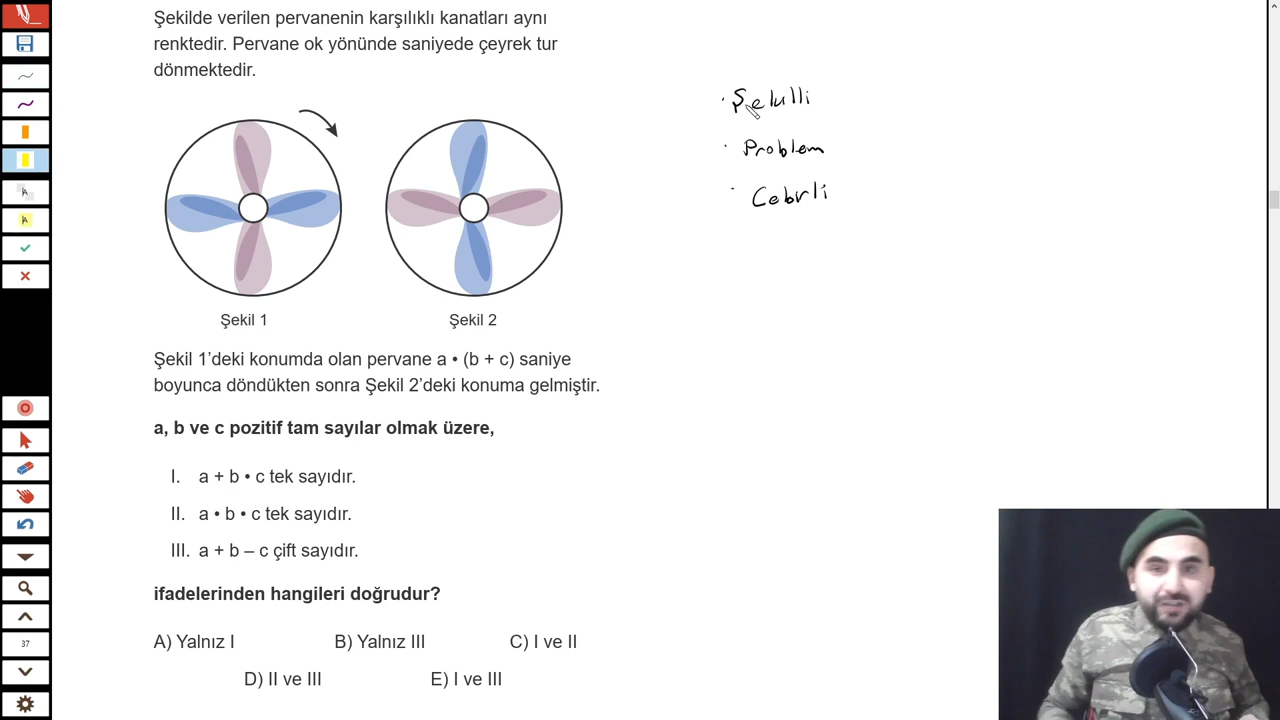 Şekilde verilen pervanenin karşılıklı kanatları aynı
renktedir. Pervane ok yönünde saniyede çeyrek tur
dönmektedir.
Şekil 1
Şekil 2
Şekil 1'deki konumda olan pervane a • (b + c) saniye
boyunca döndükten sonra Şekil 2'deki konuma gelmiştir.
a, b ve c pozitif tam sayılar olmak üzere,
I. a + b • c tek sayıdır.
II. a • b • c tek sayıdır.
III. a + b – c çift sayıdır.
ifadelerinden hangileri doğrudur?
A) Yalnız I B) Yalnız III C) I ve II
D) II ve III E) I ve III
• Problem
• Cebirli
37